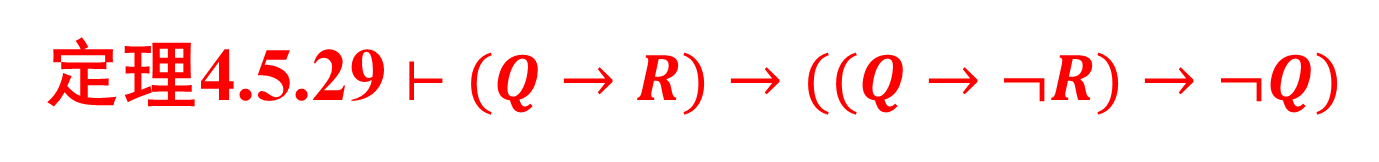 定理4.5.29 ⊢ (Q → R) → ((Q → ¬R) → ¬Q)